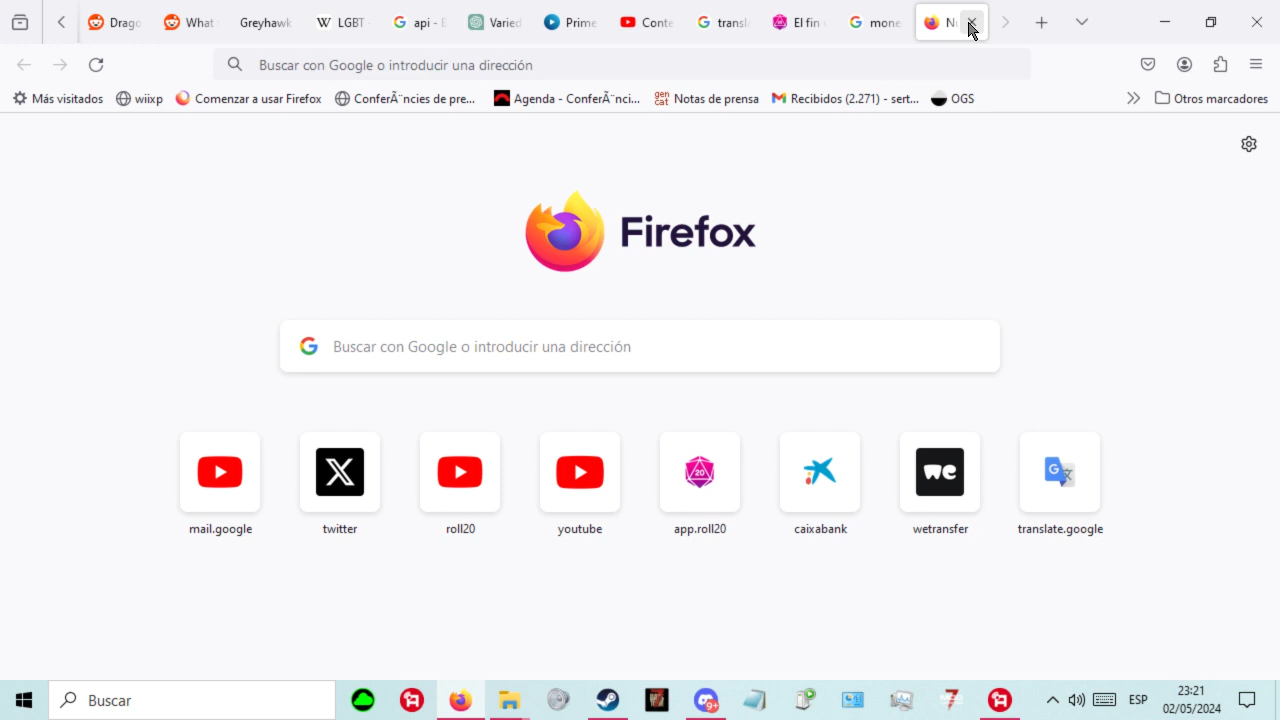 Drago
What
Greyhawk
LGBT
api - E
Varied
Prime
Conte
transl
El fin
mone
N
Buscar con Google o introducir una dirección
Más visitados
wiixp
Comenzar a usar Firefox
ConferÃ¨ncies de pre...
Agenda - ConferÃ¨nci...
gen cat Notas de prensa
Recibidos (2.271) - sert...
OGS
Otros marcadores
Firefox
Buscar con Google o introducir una dirección
mail.google
twitter
roll20
youtube
app.roll20
caixabank
wetransfer
translate.google
Buscar
9+
ESP
23:21
02/05/2024